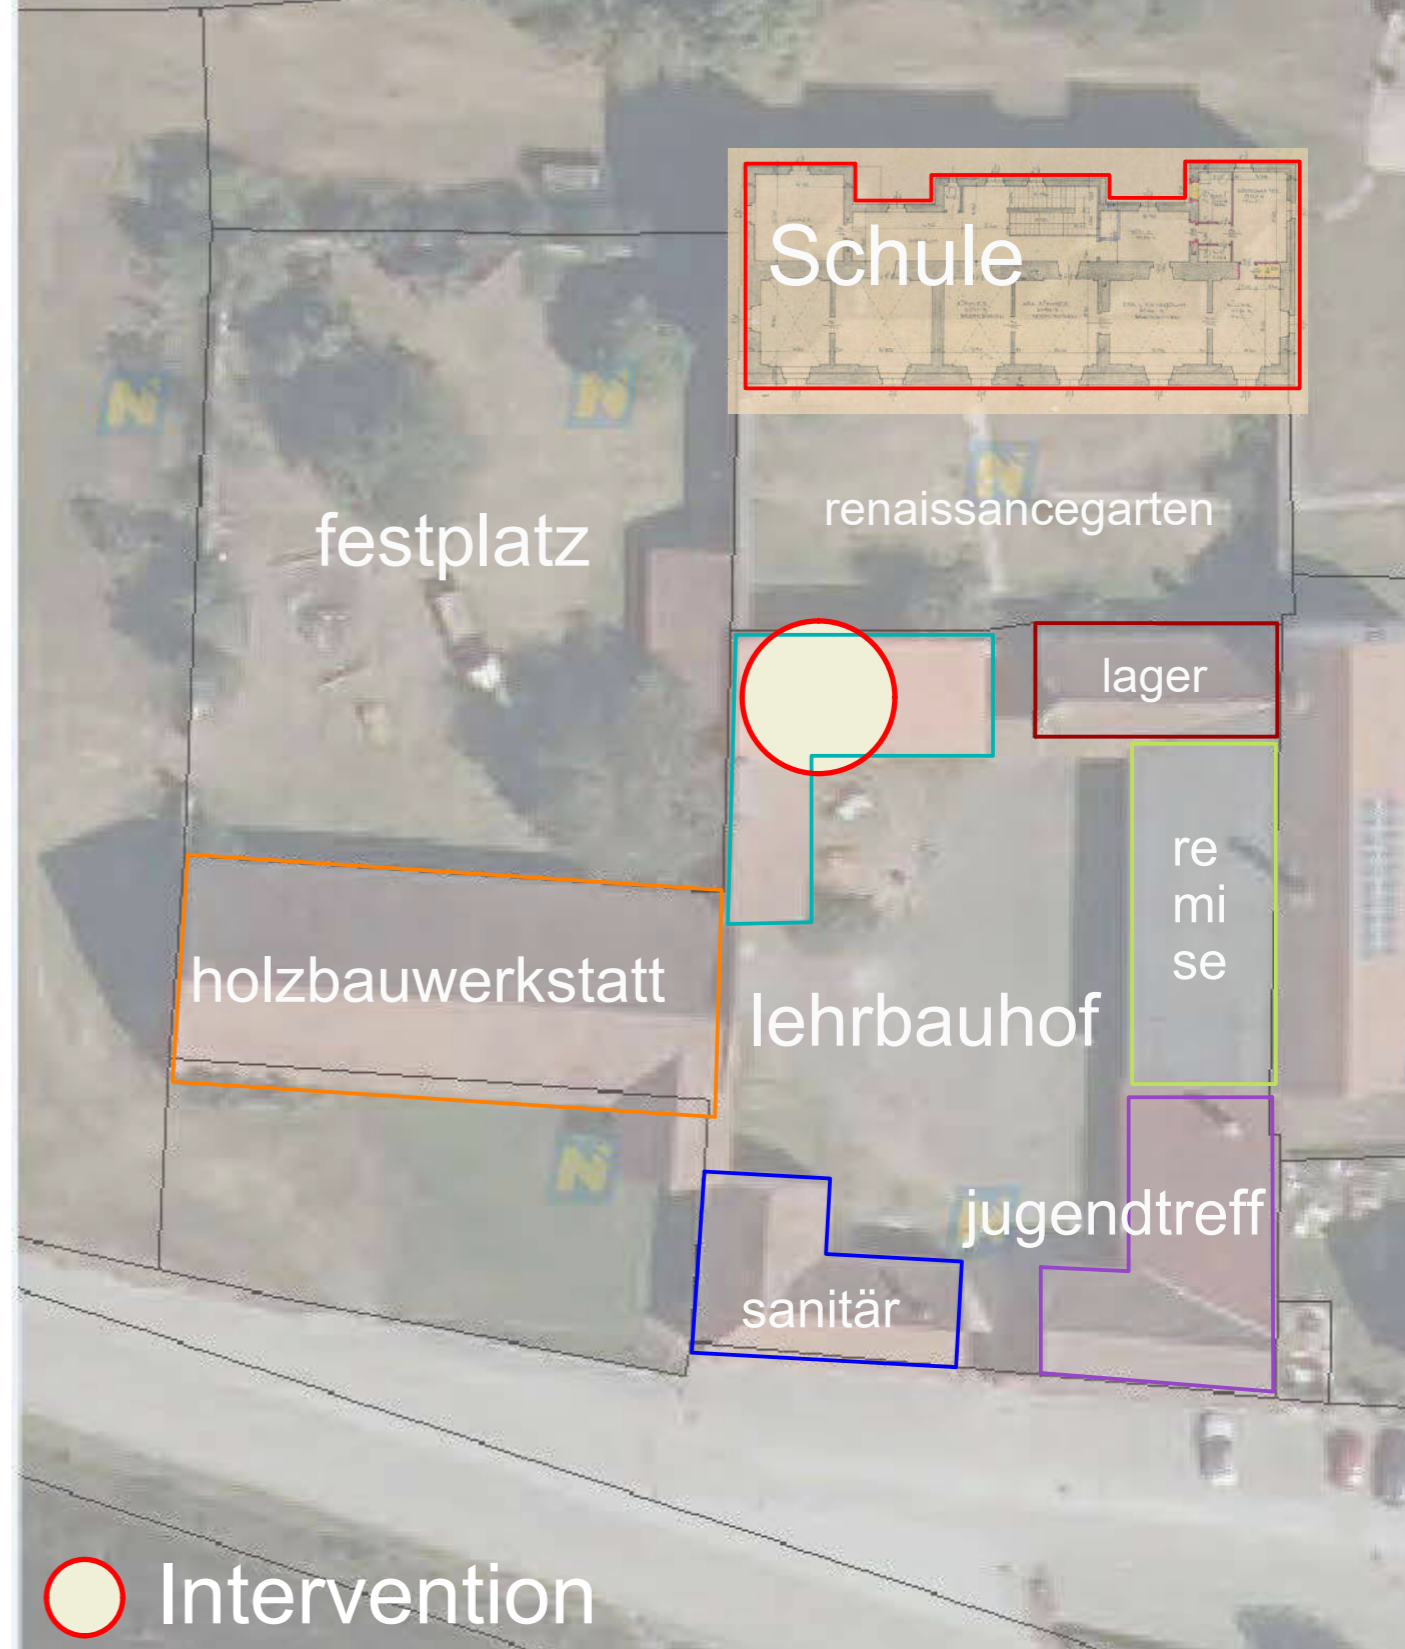 Schule
renaissancegarten
festplatz
lager
re
mi
se
holzbauwerkstatt
lehrbauhof
jugendtreff
sanitär
Intervention